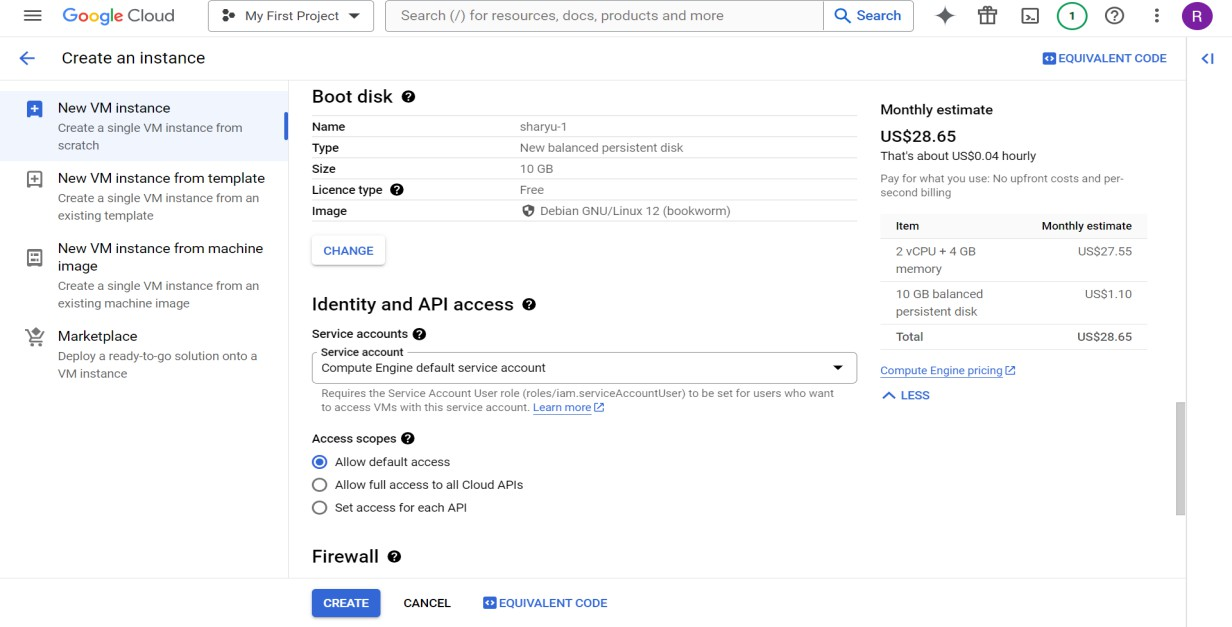 Google Cloud
My First Project
Search (/) for resources, docs, products and more
Search
1
R
Create an instance
EQUIVALENT CODE
New VM instance
Create a single VM instance from
scratch
New VM instance from template
Create a single VM instance from an
existing template
New VM instance from machine
image
Create a single VM instance from an
existing machine image
Marketplace
Deploy a ready-to-go solution onto a
VM instance
Boot disk
Name sharyu-1
Type New balanced persistent disk
Size 10 GB
Licence type Free
Image Debian GNU/Linux 12 (bookworm)
CHANGE
Identity and API access
Service accounts
Service account
Compute Engine default service account
Requires the Service Account User role (roles/iam.serviceAccountUser) to be set for users who want
to access VMs with this service account. Learn more
Access scopes
Allow default access
Allow full access to all Cloud APIs
Set access for each API
Firewall
Monthly estimate
US$28.65
That's about US$0.04 hourly
Pay for what you use: No upfront costs and per-
second billing
Item Monthly estimate
2 vCPU + 4 GB US$27.55
memory
10 GB balanced US$1.10
persistent disk
Total US$28.65
Compute Engine pricing
LESS
CREATE CANCEL EQUIVALENT CODE